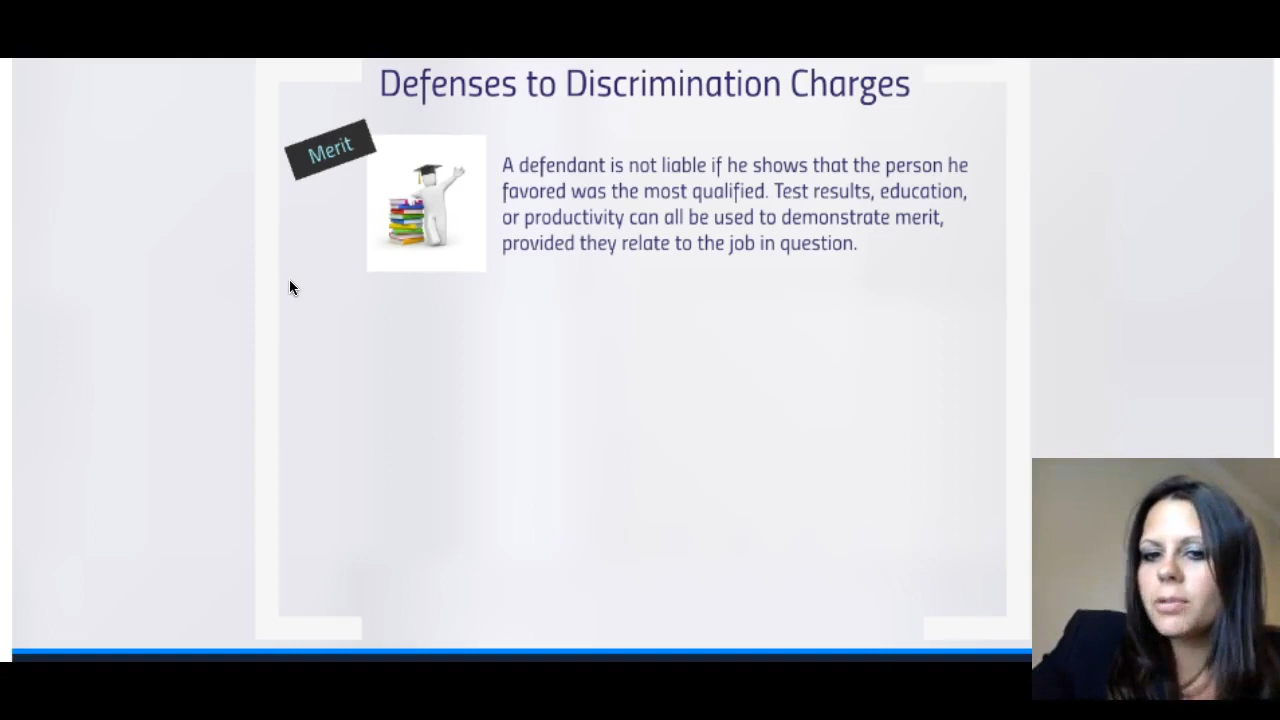 Defenses to Discrimination Charges
Merit
A defendant is not liable if he shows that the person he
favored was the most qualified. Test results, education,
or productivity can all be used to demonstrate merit,
provided they relate to the job in question.